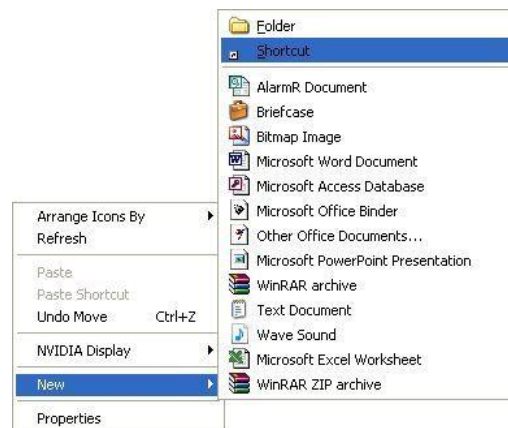 Arrange Icons By
Refresh
Paste
Paste Shortcut
Undo Move Ctrl+Z
NVIDIA Display
New
Properties
Folder
Shortcut
AlarmR Document
Briefcase
Bitmap Image
Microsoft Word Document
Microsoft Access Database
Microsoft Office Binder
Other Office Documents...
Microsoft PowerPoint Presentation
WinRAR archive
Text Document
Wave Sound
Microsoft Excel Worksheet
WinRAR ZIP archive